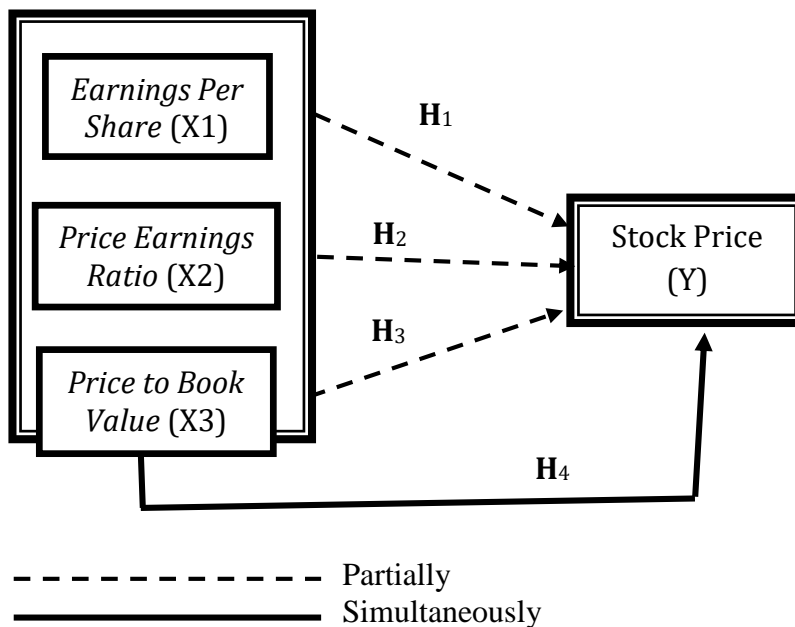 Earnings Per
Share (X1)
H1
Price Earnings
Ratio (X2)
H2
Stock Price
(Y)
H3
Price to Book
Value (X3)
H4
Partially
Simultaneously